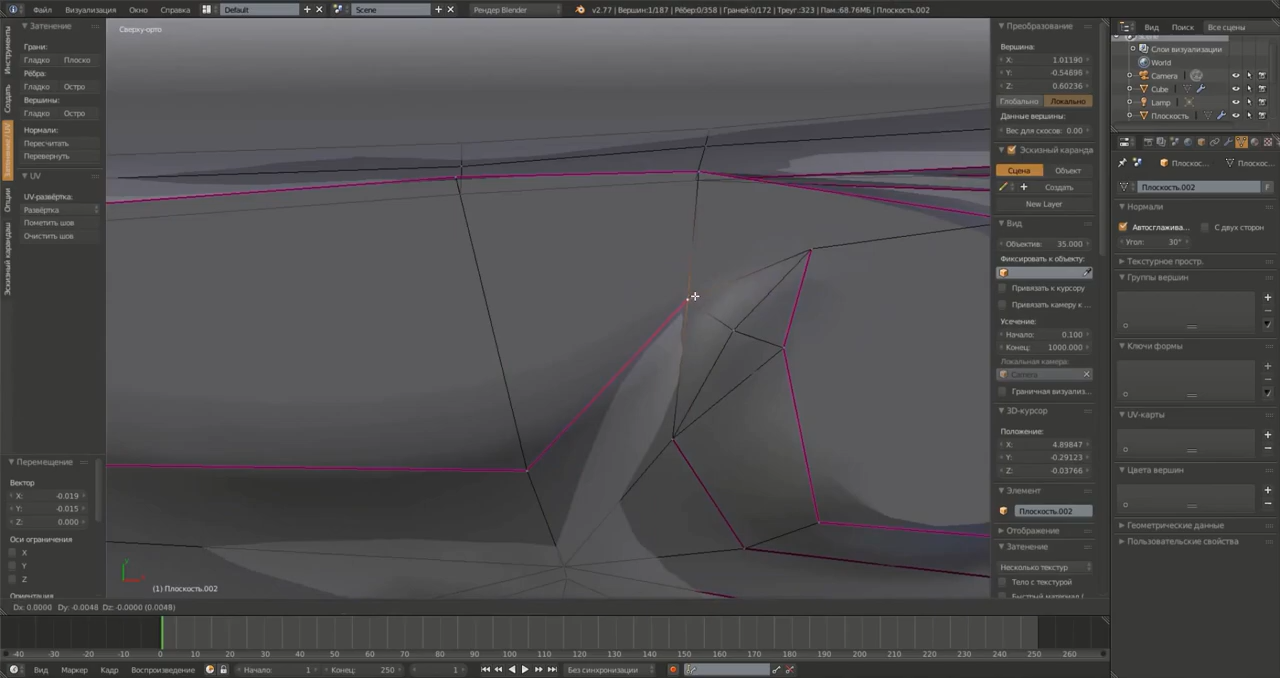 Файл Визуализация Окно Справка Default Scene Рендер Blender v2.77 | Вершин:1/187 | Рёбер:0/358 | Граней:0/172 | Треуг.:323 | Пам.:68.76МБ | Плоскость.002
Инструменты
Создать
Затенение / UV
Опции
Эскизный карандаш
Затенение
Грани:
Гладко Плоско
Рёбра:
Гладко Остро
Вершины:
Гладко Остро
Нормали:
Пересчитать
Перевернуть
UV
UV-развёртка:
Развёртка
Пометить шов
Очистить шов
Перемещение
Вектор
X: -0.019
Y: -0.015
Z: 0.000
Оси ограничения
X
Y
Z
Ориентация
Сверху-орто
(1) Плоскость.002
Dx: 0.0000 Dy: -0.0048 Dz: -0.0000 (0.0048)
Преобразование
Вершина:
X: 1.01190
Y: -0.54696
Z: 0.60236
Глобально Локально
Данные вершины:
Вес для скосов: 0.00
Эскизный каранда
Сцена Объект
Создать
New Layer
Вид
Объектив: 35.000
Фиксировать к объекту:
Привязать к курсору
Привязать камеру к ...
Усечение:
Начало: 0.100
Конец: 1000.000
Локальная камера:
Camera
Граничная визуализ...
3D-курсор
Положение:
X: 4.89847
Y: -0.29123
Z: -0.03766
Элемент
Плоскость.002
Отображение
Затенение
Несколько текстур
Тело с текстурой
Вид Поиск Все сцены
Слои визуализации
World
Camera
Cube
Lamp
Плоскость
Плоскос... Плоскость...
Плоскость.002 F
Нормали
Автосглажива... С двух сторон
Угол: 30°
Текстурное простр.
Группы вершин
Ключи формы
UV-карты
Цвета вершин
Геометрические данные
Пользовательские свойства
-40 -30 -20 -10 0 10 20 30 40 50 60 70 80 90 100 110 120 130 140 150 160 170 180 190 200 210 220 230 240 250 260
Вид Маркер Кадр Воспроизведение Начало: 1 Конец: 250 1 Без синхронизации